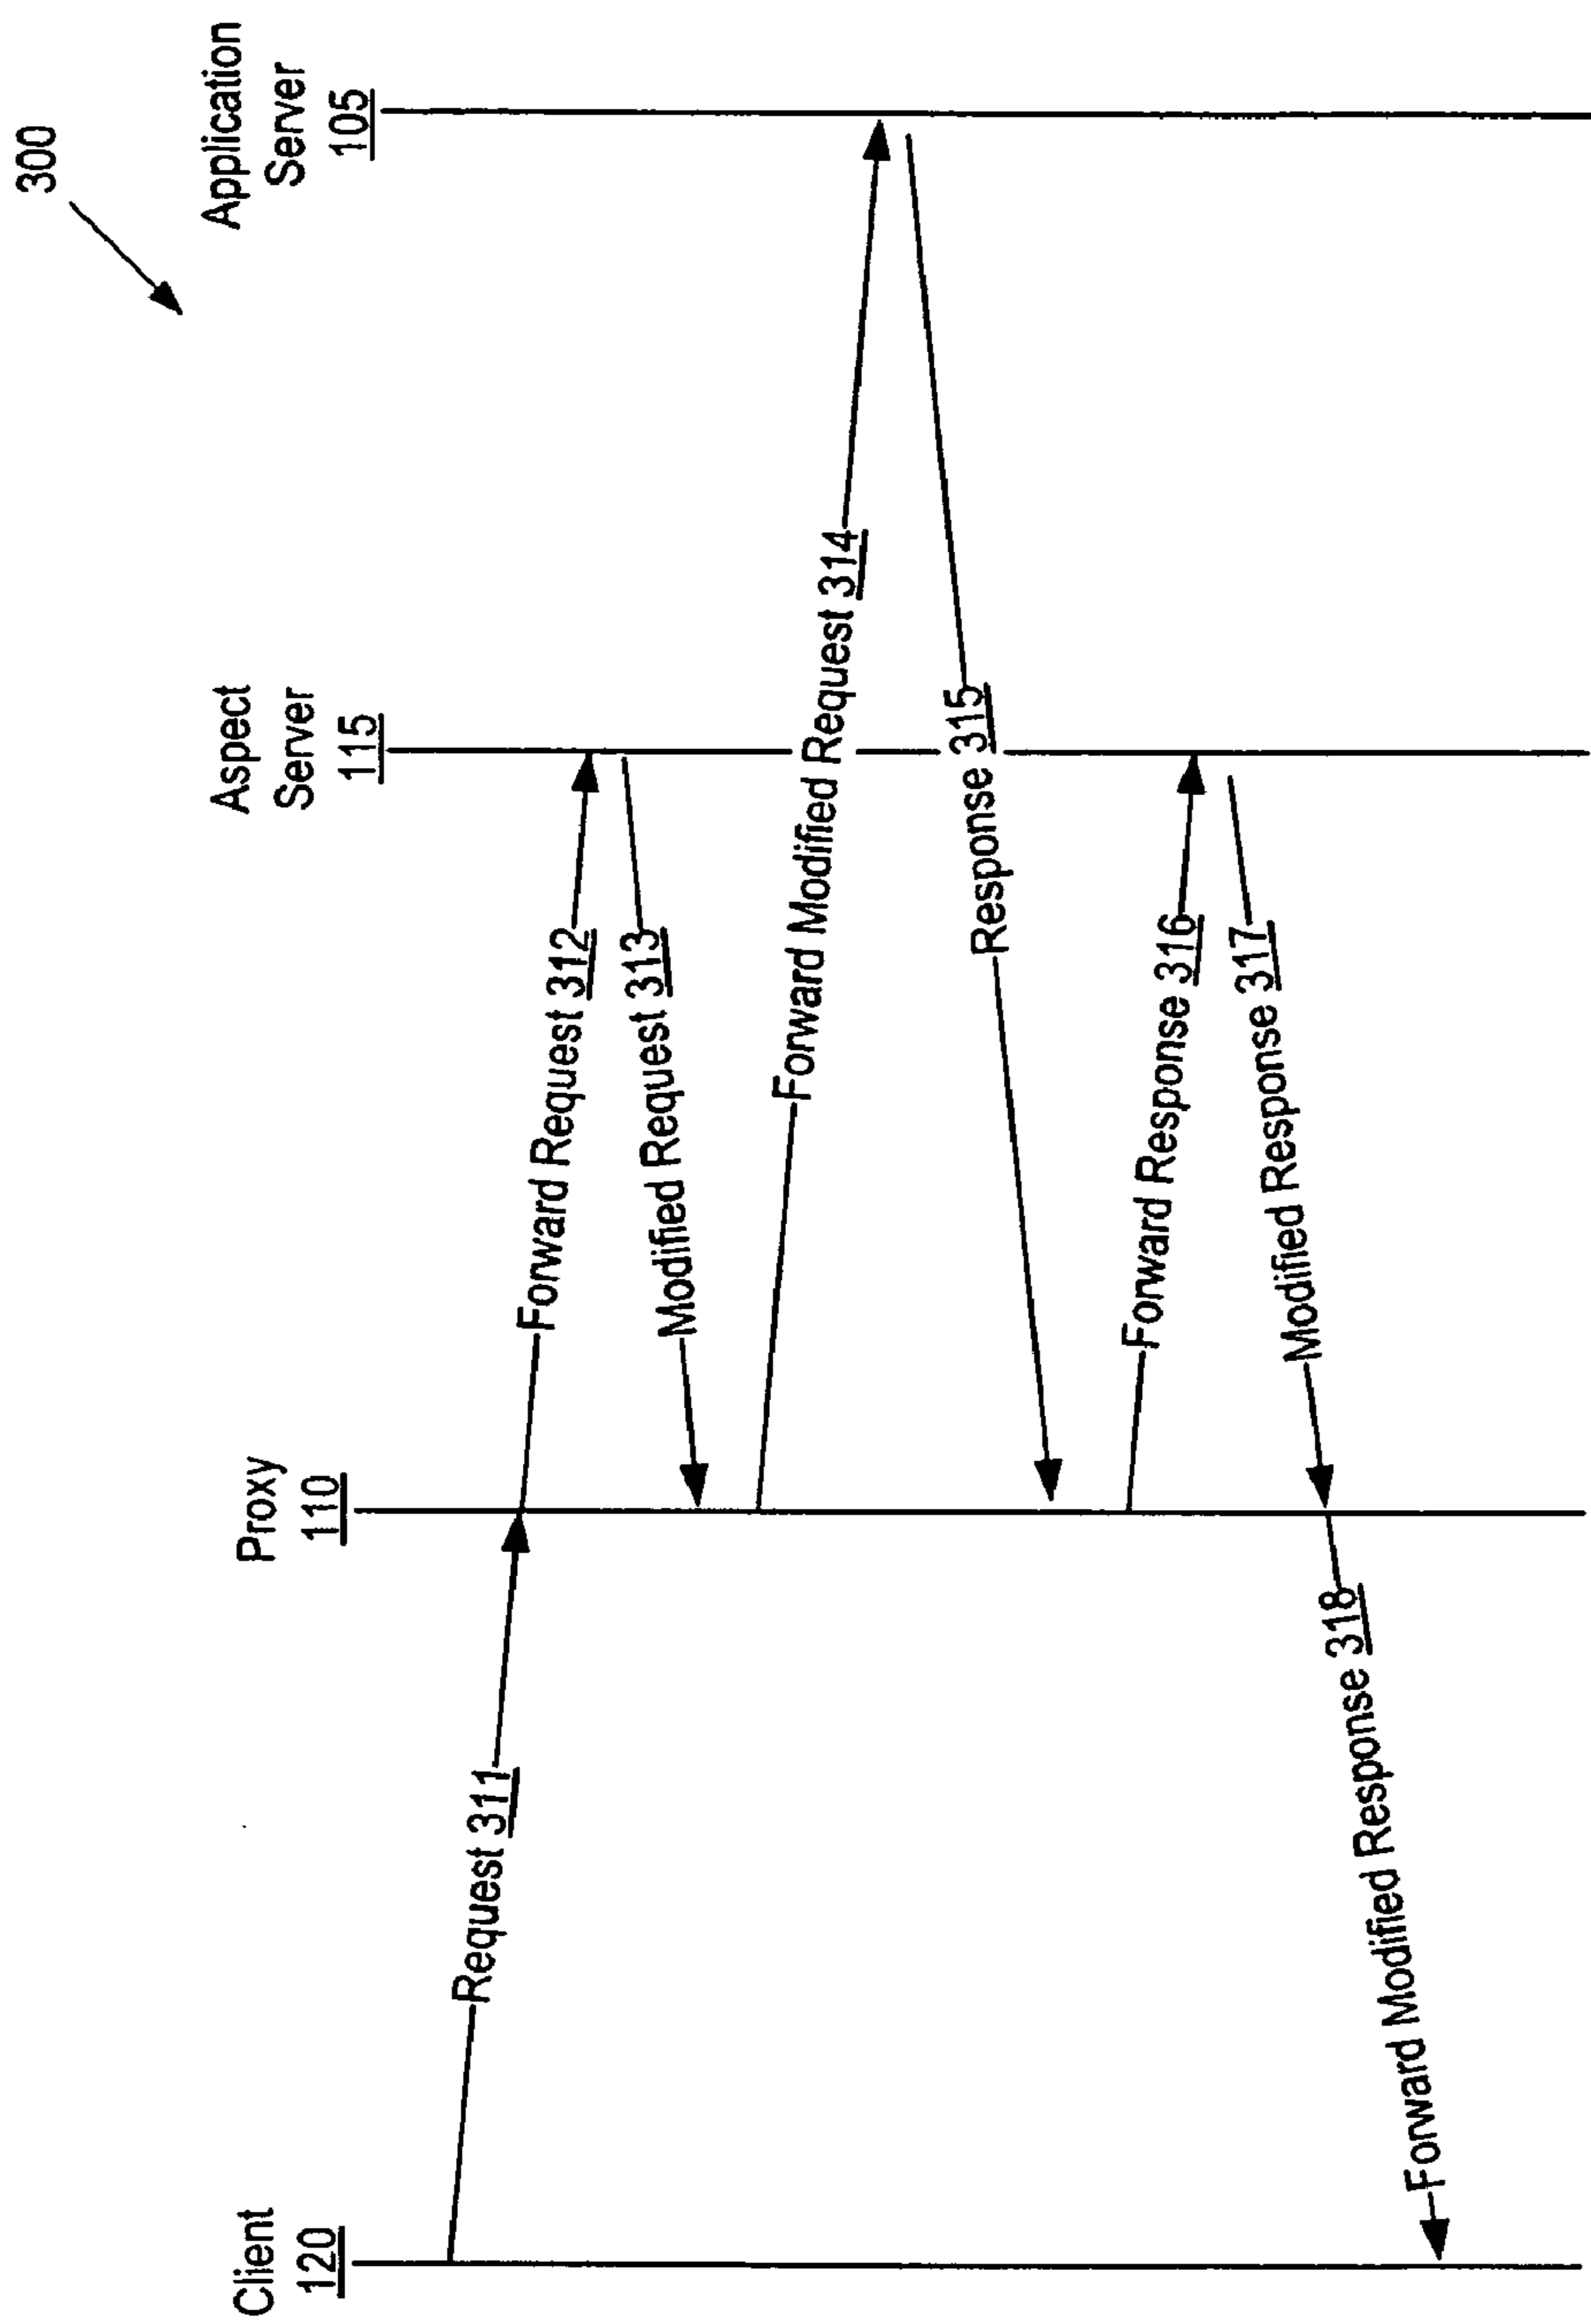 300
Client
120
Proxy
110
Aspect
Server
115
Application
Server
105
Request 311
Forward Request 312
Modified Request 313
Forward Modified Request 314
Response 315
Forward Response 316
Modified Response 317
Forward Modified Response 318